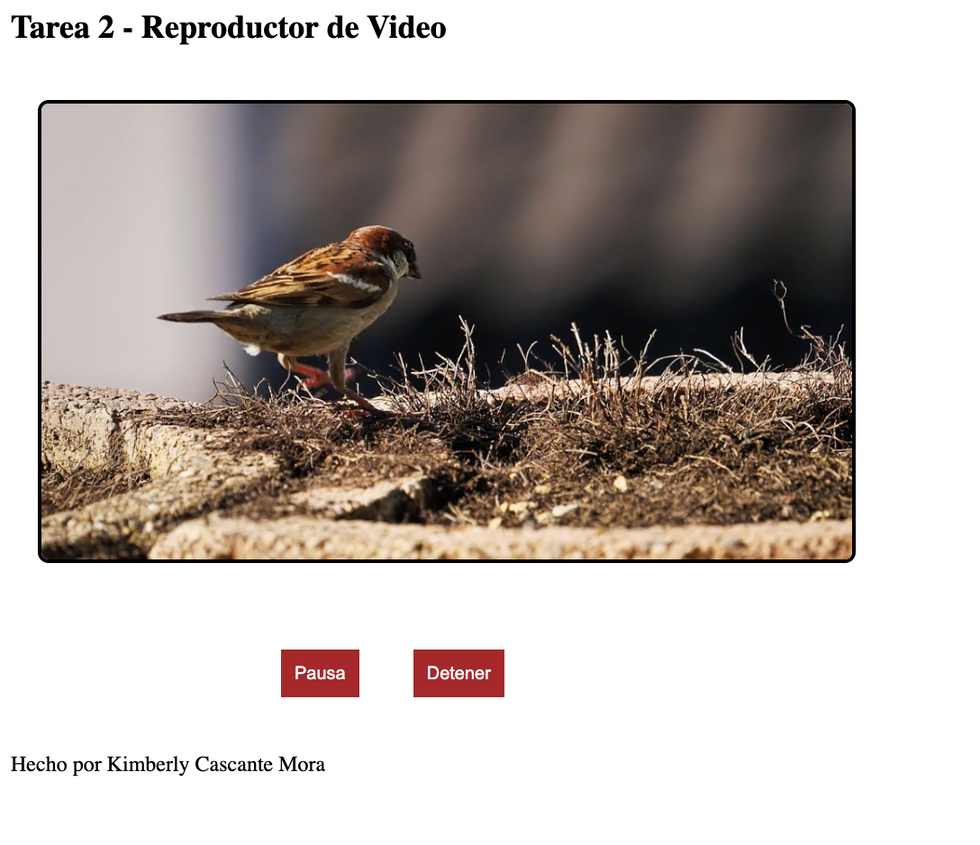 Tarea 2 - Reproductor de Video
Pausa
Detener
Hecho por Kimberly Cascante Mora